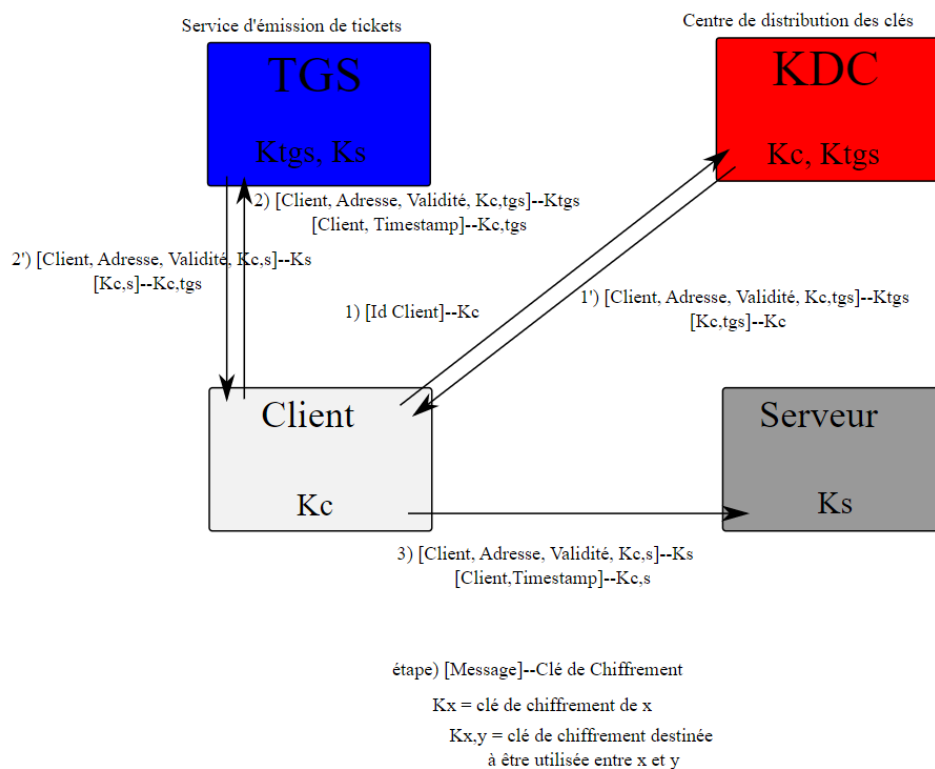 Service d'émission de tickets
Centre de distribution des clés
TGS
KDC
Ktgs, Ks
Kc, Ktgs
2) [Client, Adresse, Validité, Kc,tgs]--Ktgs
[Client, Timestamp]--Kc,tgs
2') [Client, Adresse, Validité, Kc,s]--Ks
[Kc,s]--Kc,tgs
1) [Id Client]--Kc
1') [Client, Adresse, Validité, Kc,tgs]--Ktgs
[Kc,tgs]--Kc
Client
Serveur
Kc
Ks
3) [Client, Adresse, Validité, Kc,s]--Ks
[Client,Timestamp]--Kc,s
étape) [Message]--Clé de Chiffrement
Kx = clé de chiffrement de x
Kx,y = clé de chiffrement destinée
à être utilisée entre x et y